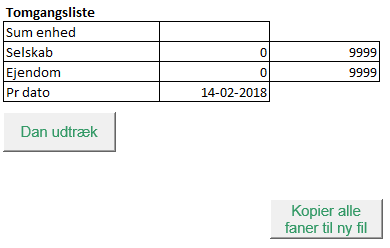 Tomgangsliste
Sum enhed
Selskab 0 9999
Ejendom 0 9999
Pr dato 14-02-2018
Dan udtræk
Kopier alle
faner til ny fil